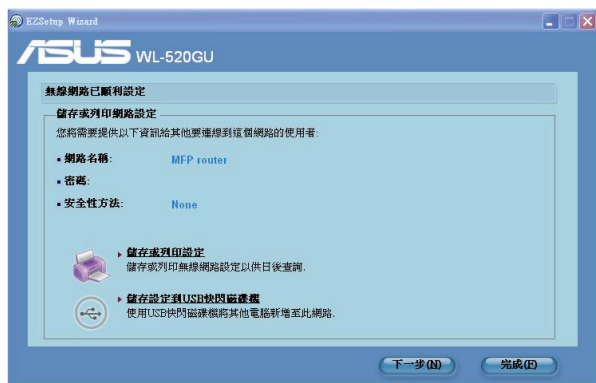 EZSetup Wizard
ASUS WL-520GU
無線網路已順利設定
儲存或列印網路設定
您將需要提供以下資訊給其他要連線到這個網路的使用者:
網路名稱: MFP router
密碼:
安全性方法: None
儲存或列印設定
儲存或列印無線網路設定以供日後查詢.
儲存設定到USB快閃磁碟機
使用USB快閃磁碟機將其他電腦新增至此網路.
下一步(N) 完成(F)